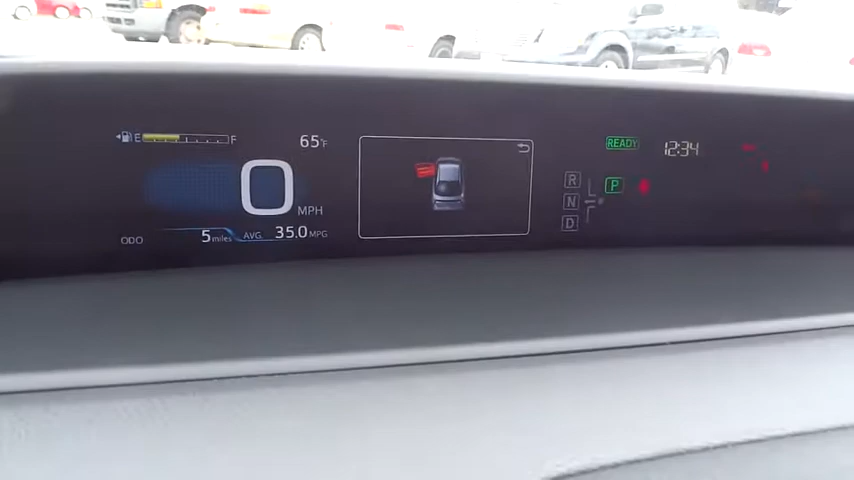 E F
65°F
0 MPH
ODO 5 miles AVG. 35.0 MPG
READY 12:34
R P
N
D